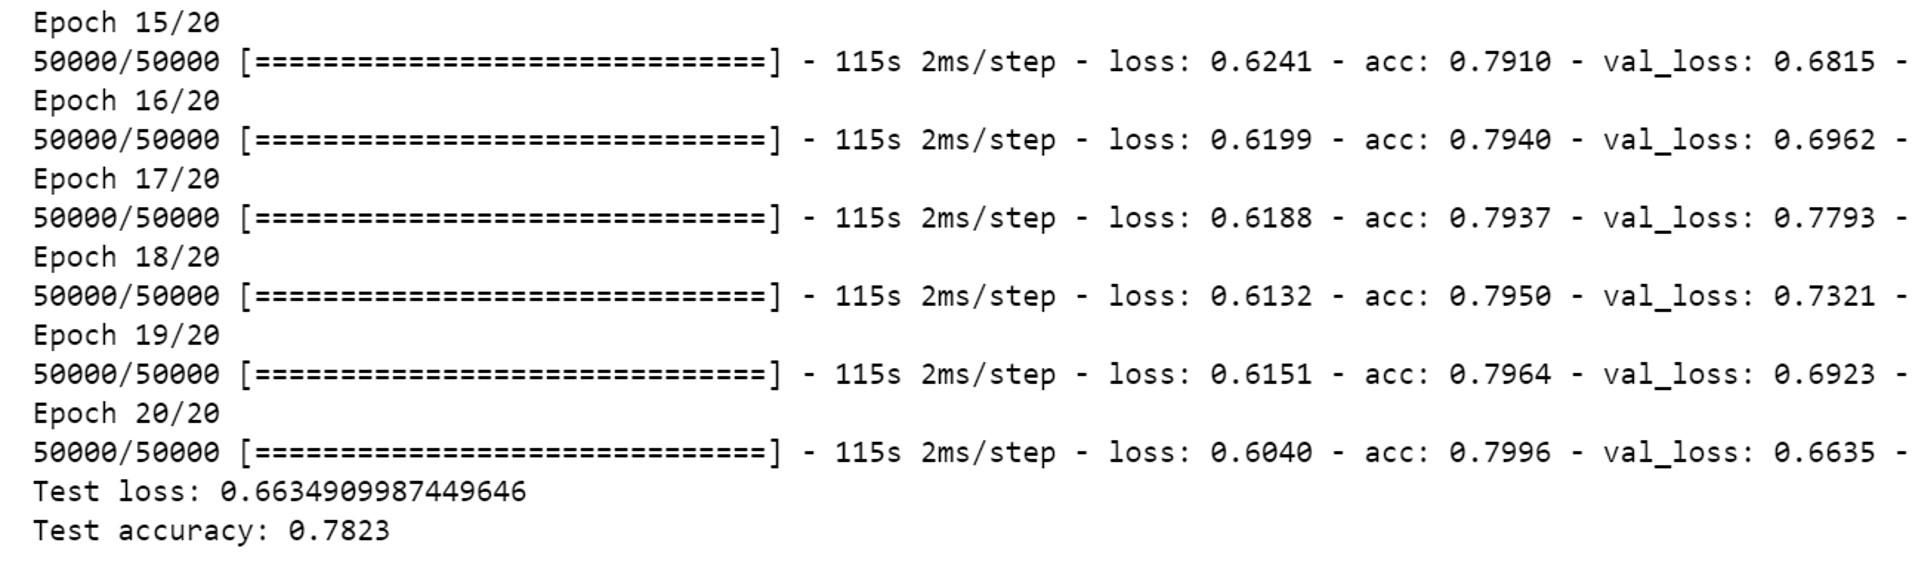 Epoch 15/20
50000/50000 [==============================] - 115s 2ms/step - loss: 0.6241 - acc: 0.7910 - val_loss: 0.6815 -
Epoch 16/20
50000/50000 [==============================] - 115s 2ms/step - loss: 0.6199 - acc: 0.7940 - val_loss: 0.6962 -
Epoch 17/20
50000/50000 [==============================] - 115s 2ms/step - loss: 0.6188 - acc: 0.7937 - val_loss: 0.7793 -
Epoch 18/20
50000/50000 [==============================] - 115s 2ms/step - loss: 0.6132 - acc: 0.7950 - val_loss: 0.7321 -
Epoch 19/20
50000/50000 [==============================] - 115s 2ms/step - loss: 0.6151 - acc: 0.7964 - val_loss: 0.6923 -
Epoch 20/20
50000/50000 [==============================] - 115s 2ms/step - loss: 0.6040 - acc: 0.7996 - val_loss: 0.6635 -
Test loss: 0.6634909987449646
Test accuracy: 0.7823